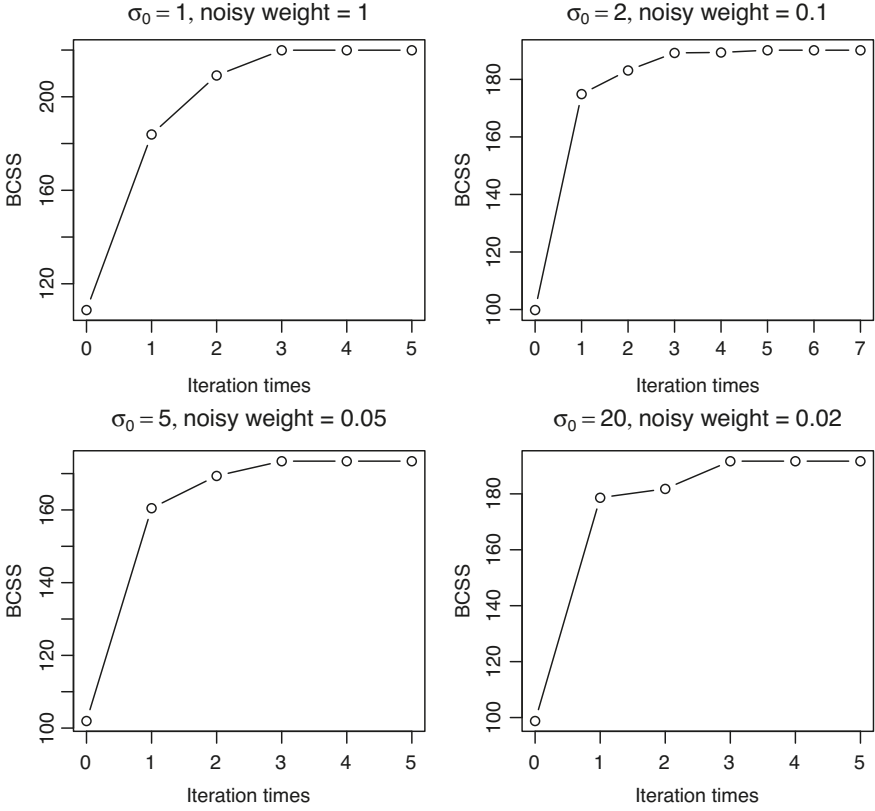 σ₀ = 1, noisy weight = 1
BCSS
200
160
120
0 1 2 3 4 5
Iteration times
σ₀ = 2, noisy weight = 0.1
BCSS
180
160
140
120
100
0 1 2 3 4 5 6 7
Iteration times
σ₀ = 5, noisy weight = 0.05
BCSS
160
140
120
100
0 1 2 3 4 5
Iteration times
σ₀ = 20, noisy weight = 0.02
BCSS
180
160
140
120
100
0 1 2 3 4 5
Iteration times